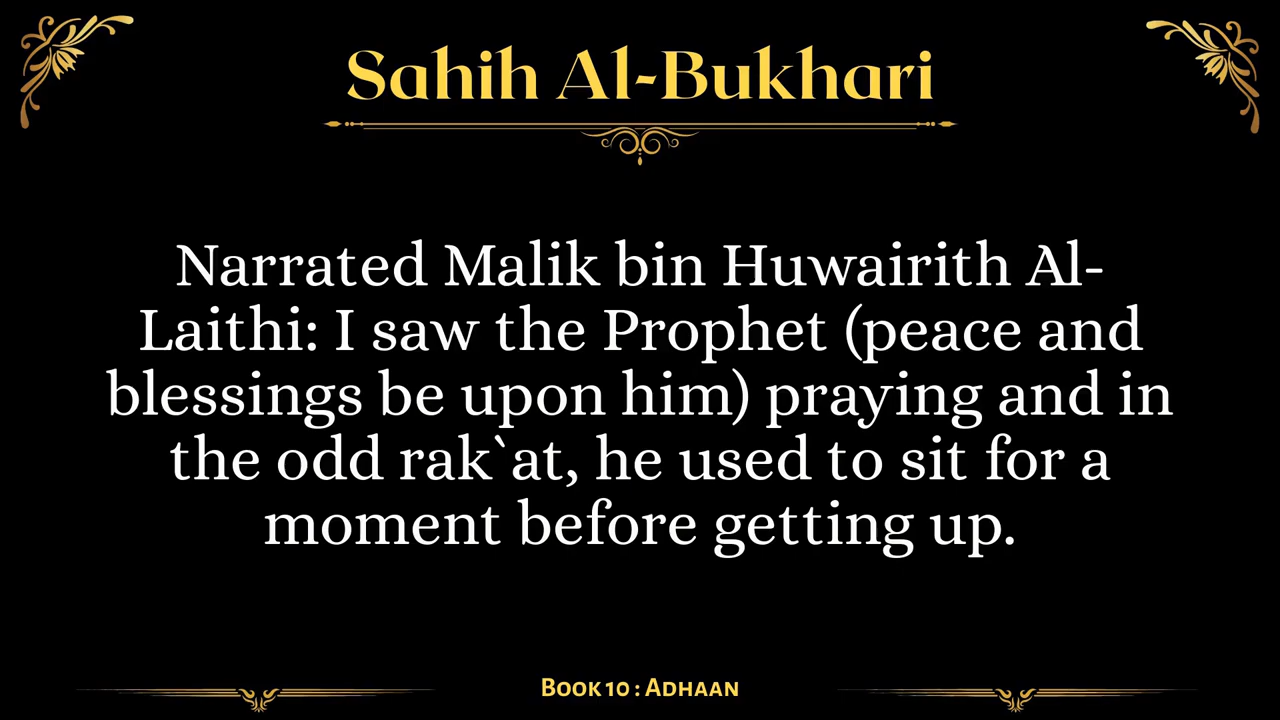 Sahih Al-Bukhari
Narrated Malik bin Huwairith Al-
Laithi: I saw the Prophet (peace and
blessings be upon him) praying and in
the odd rak`at, he used to sit for a
moment before getting up.
Book 10 : Adhaan